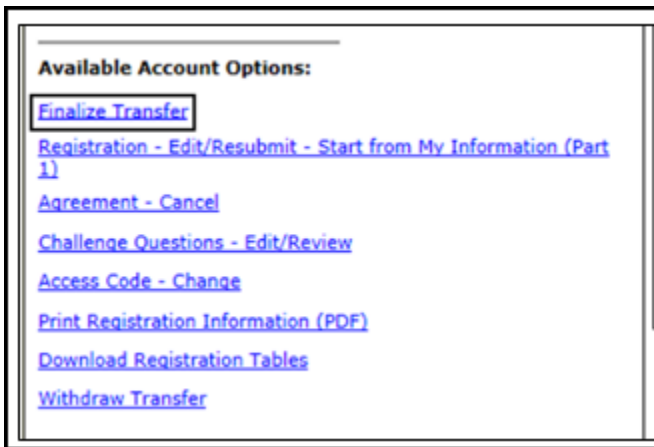 Available Account Options:
Finalize Transfer
Registration - Edit/Resubmit - Start from My Information (Part
1)
Agreement - Cancel
Challenge Questions - Edit/Review
Access Code - Change
Print Registration Information (PDF)
Download Registration Tables
Withdraw Transfer